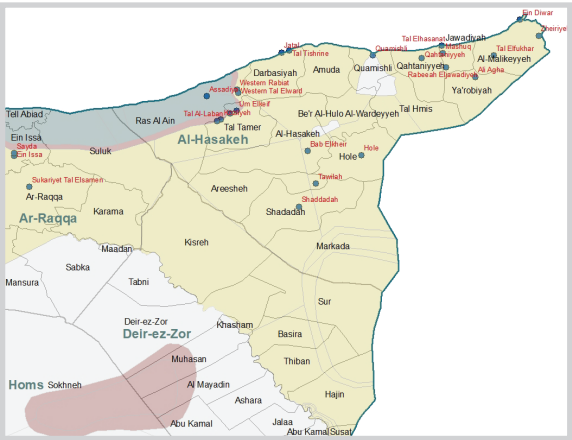 Ein Diwar
Tal Elhasanat
Jawadiyah
Jatal
Tal Tishrine
Qamishli
Mashuq
Qahtaniyyeh
Tal Elfukhar
Al-Malikeyyeh
Darbasiyah
Amuda
Quamishli
Qahtaniyyeh
Rabeeah Eljawadiyeh
Ali Agha
Ya'robiyah
Assadiyeh
Western Rabiat
Western Tal Elward
Um Elkeif
Tal Al-Laban
Tell Abiad
Ras Al Ain
Tal Tamer
Be'r Al-Hulo Al-Wardeyyeh
Tal Hmis
Ein Issa
Sayda
Ein Issa
Suluk
Al-Hasakeh
Al-Hasakeh
Bab Elkheir
Hole
Hole
Sukariyet Tal Elsamen
Ar-Raqqa
Karama
Areesheh
Tawilah
Shaddadah
Shadadah
Ar-Raqqa
Maadan
Kisreh
Markada
Sabka
Mansura
Tabni
Sur
Deir-ez-Zor
Deir-ez-Zor
Khasham
Basira
Muhasan
Thiban
Homs
Sokhneh
Al Mayadin
Ashara
Hajin
Abu Kamal
Jalaa
Abu Kamal
Susat